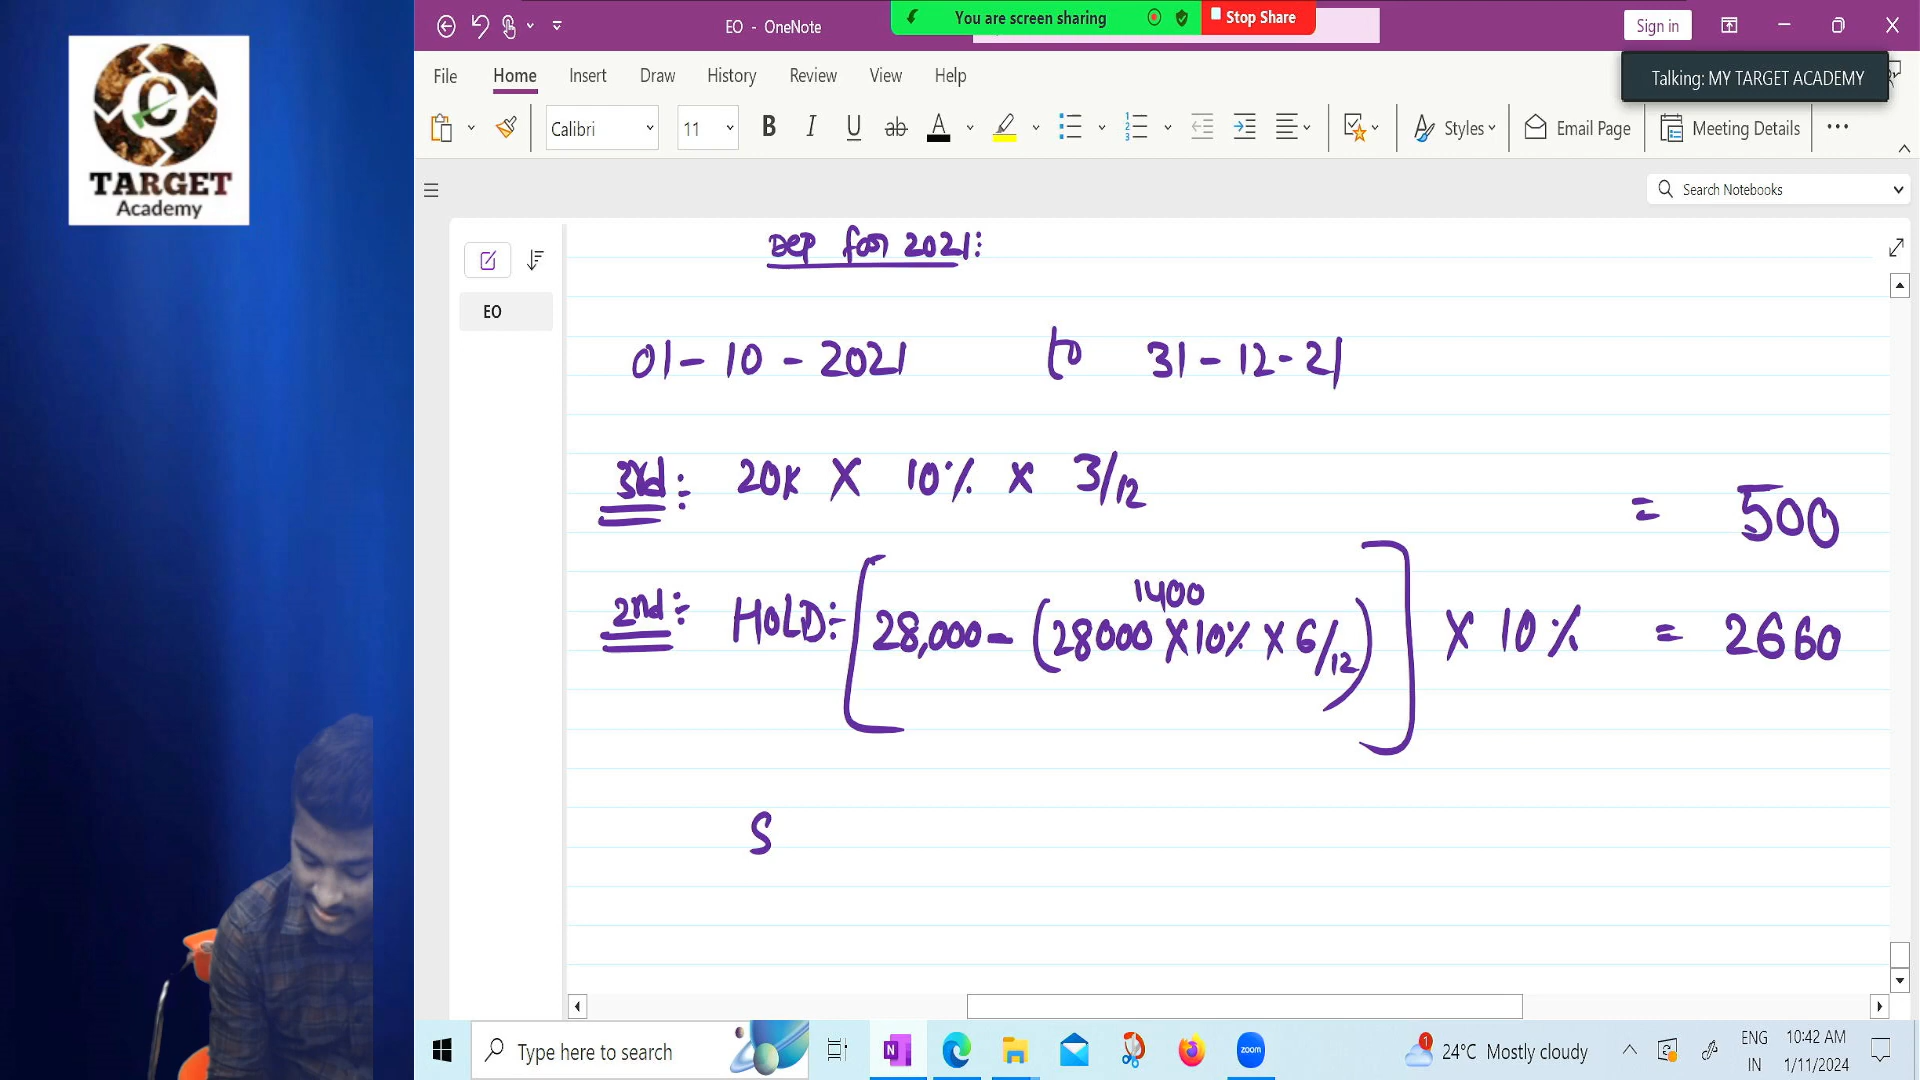 TARGET
Academy
EO - OneNote
You are screen sharing
Stop Share
Sign in
Talking: MY TARGET ACADEMY
File Home Insert Draw History Review View Help
Calibri 11 B I U ab A Styles Email Page Meeting Details
Search Notebooks
EO
Dep for 2021:
01-10-2021 to 31-12-21
3rd:- 20K X 10% X 3/12 = 500
1400
2nd:- HOLD:- [28,000 - (28000 X 10% X 6/12)] X 10% = 2660
S
Type here to search
N
zoom
1
24°C Mostly cloudy
ENG
IN
10:42 AM
1/11/2024